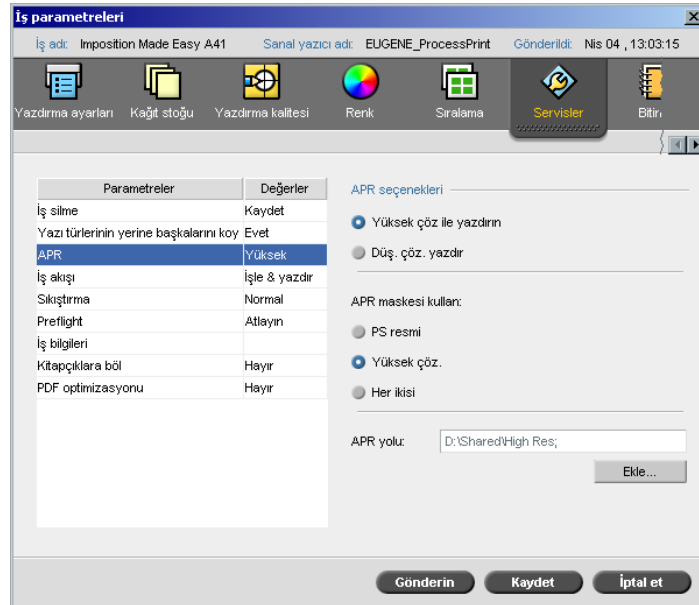 İş parametreleri
İş adı: Imposition Made Easy A41 Sanal yazıcı adı: EUGENE_ProcessPrint Gönderildi: Nis 04 , 13:03:15
Yazdırma ayarları Kağıt stoğu Yazdırma kalitesi Renk Sıralama Servisler Bitirı
Parametreler Değerler
İş silme Kaydet
Yazı türlerinin yerine başkalarını koy Evet
APR Yüksek
İş akışı İşle & yazdır
Sıkıştırma Normal
Preflight Atlayın
İş bilgileri
Kitapçıklara böl Hayır
PDF optimizasyonu Hayır
APR seçenekleri
Yüksek çöz ile yazdırın
Düş. çöz. yazdır
APR maskesi kullan:
PS resmi
Yüksek çöz.
Her ikisi
APR yolu: D:\Shared\High Res;
Ekle...
Gönderin Kaydet İptal et